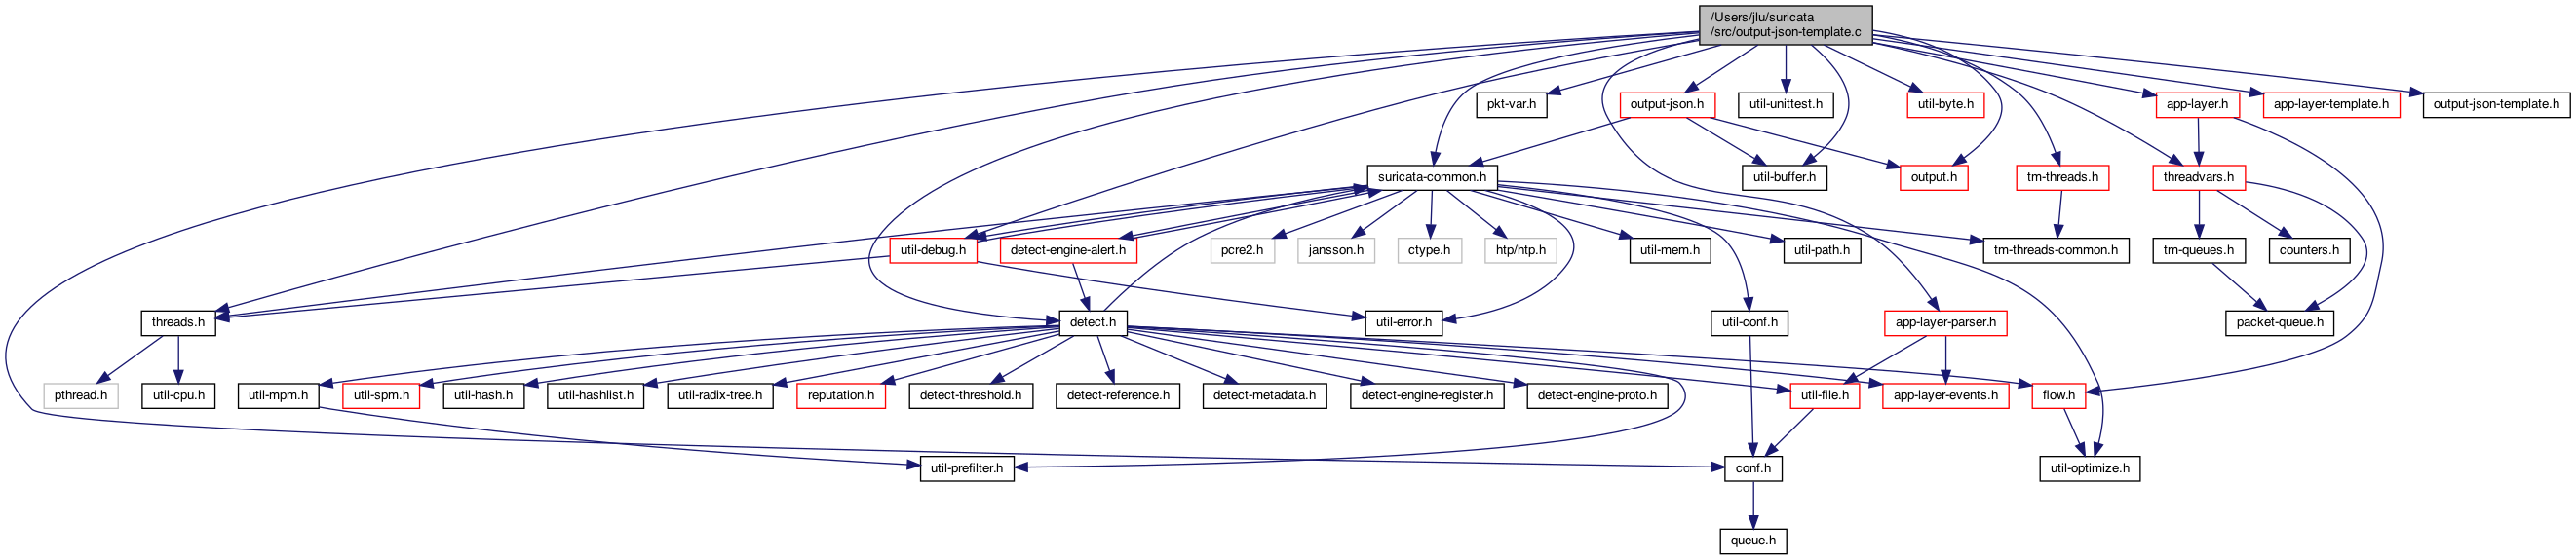 /Users/jlu/suricata
/src/output-json-template.c
pkt-var.h
output-json.h
util-unittest.h
util-byte.h
app-layer.h
app-layer-template.h
output-json-template.h
suricata-common.h
util-buffer.h
output.h
tm-threads.h
threadvars.h
util-debug.h
detect-engine-alert.h
pcre2.h
jansson.h
ctype.h
htp/htp.h
util-mem.h
util-path.h
tm-threads-common.h
tm-queues.h
counters.h
threads.h
detect.h
util-error.h
util-conf.h
app-layer-parser.h
packet-queue.h
pthread.h
util-cpu.h
util-mpm.h
util-spm.h
util-hash.h
util-hashlist.h
util-radix-tree.h
reputation.h
detect-threshold.h
detect-reference.h
detect-metadata.h
detect-engine-register.h
detect-engine-proto.h
util-file.h
app-layer-events.h
flow.h
util-prefilter.h
conf.h
util-optimize.h
queue.h